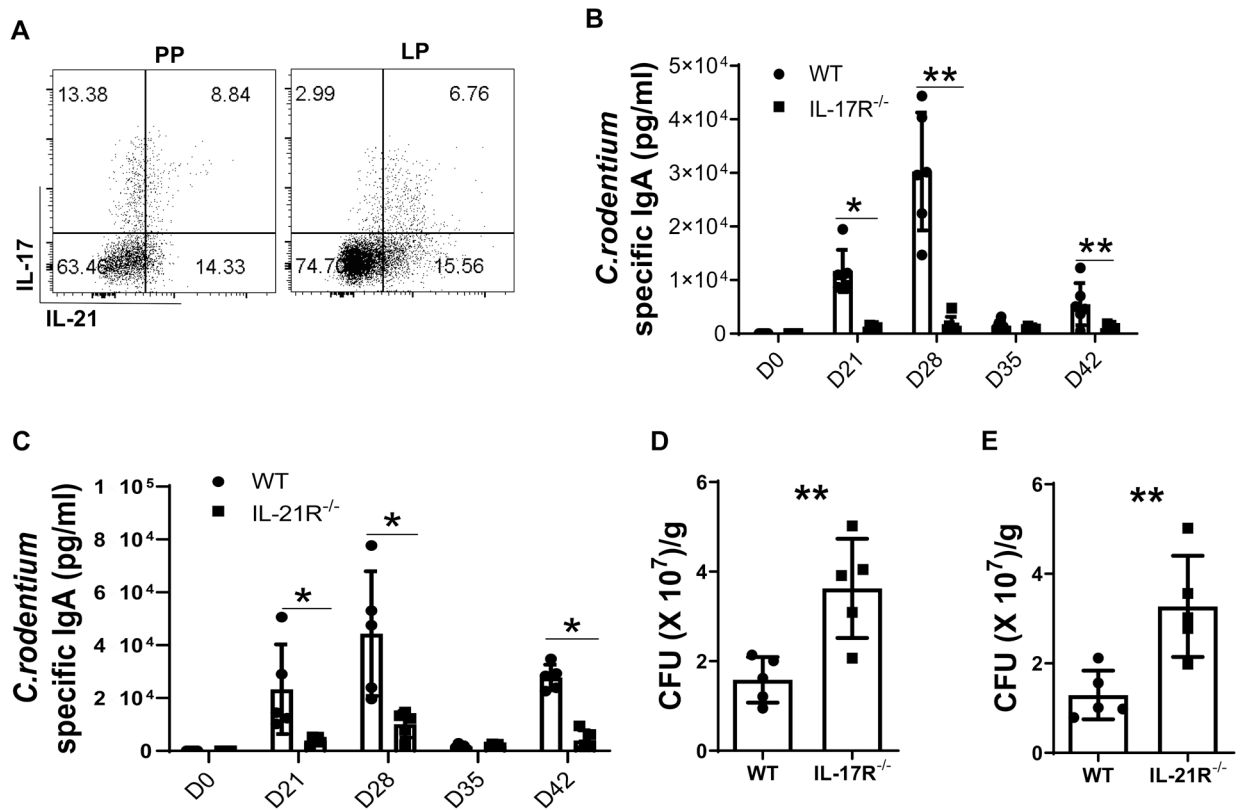 A
PP
LP
13.38
8.84
63.46
14.33
2.99
6.76
74.70
15.56
IL-17
IL-21
B
C.rodentium
specific IgA (pg/ml)
WT
IL-17R-/-
5×10⁴
4×10⁴
3×10⁴
2×10⁴
1×10⁴
0
*
**
**
D0
D21
D28
D35
D42
C
C.rodentium
specific IgA (pg/ml)
WT
IL-21R-/-
1 10⁵
8 10⁴
6 10⁴
4 10⁴
2 10⁴
0
*
*
*
D0
D21
D28
D35
D42
D
CFU (X 10⁷)/g
6
4
2
0
**
WT
IL-17R-/-
E
CFU (X 10⁷)/g
6
4
2
0
**
WT
IL-21R-/-